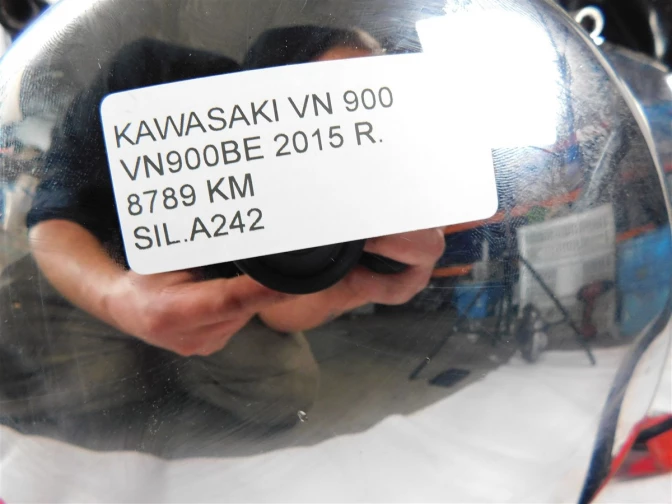 KAWASAKI VN 900
VN900BE 2015 R.
8789 KM
SIL.A242